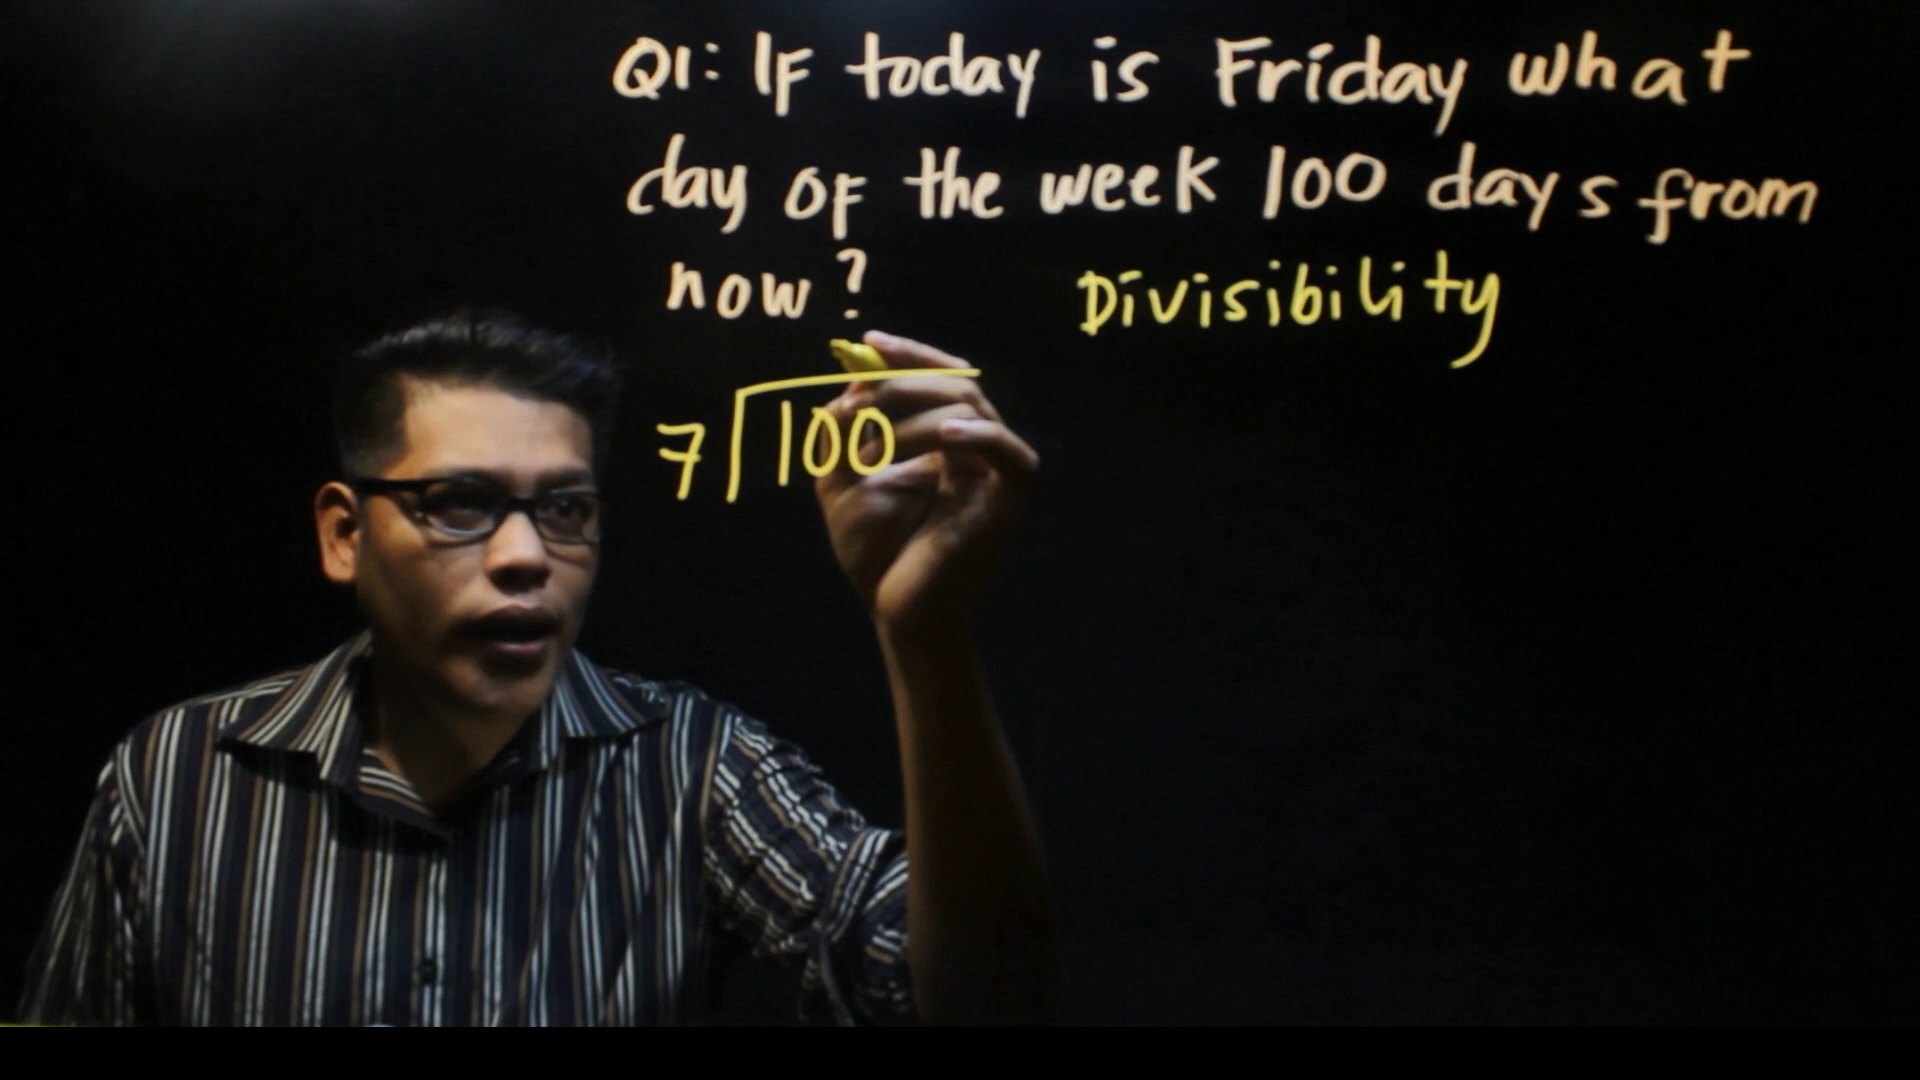 Q1: If today is Friday what
day of the week 100 days from
now?
Divisibility
7 100